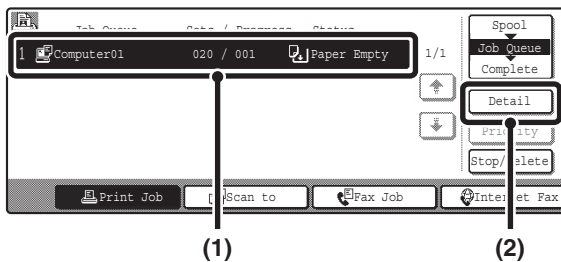 Job Queue Sets / Progress Status
1 Computer01 020 / 001 Paper Empty 1/1
Spool
Job Queue
Complete
Detail
Priority
Stop/Delete
Print Job Scan to Fax Job Internet Fax
(1) (2)